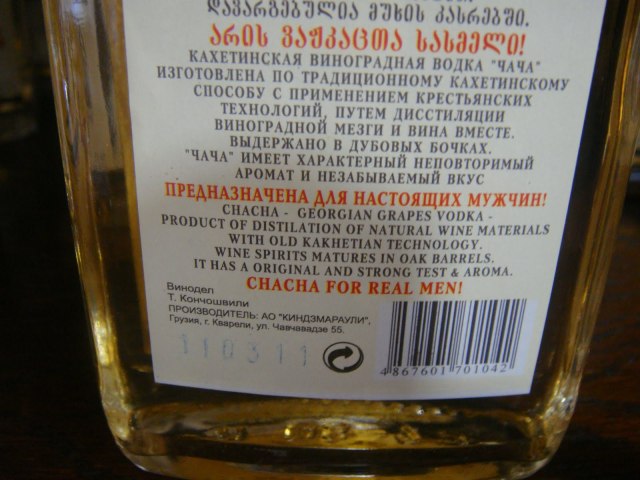 დავარგებულია მუხის კასრებში.
არის ვაჟკაცთა სასმელი!
КАХЕТИНСКАЯ ВИНОГРАДНАЯ ВОДКА "ЧАЧА"
ИЗГОТОВЛЕНА ПО ТРАДИЦИОННОМУ КАХЕТИНСКОМУ
СПОСОБУ С ПРИМЕНЕНИЕМ КРЕСТЬЯНСКИХ
ТЕХНОЛОГИЙ, ПУТЕМ ДИССТИЛЯЦИИ
ВИНОГРАДНОЙ МЕЗГИ И ВИНА ВМЕСТЕ.
ВЫДЕРЖАНО В ДУБОВЫХ БОЧКАХ.
"ЧАЧА" ИМЕЕТ ХАРАКТЕРНЫЙ НЕПОВТОРИМЫЙ
АРОМАТ И НЕЗАБЫВАЕМЫЙ ВКУС
ПРЕДНАЗНАЧЕНА ДЛЯ НАСТОЯЩИХ МУЖЧИН!
CHACHA - GEORGIAN GRAPES VODKA -
PRODUCT OF DISTILATION OF NATURAL WINE MATERIALS
WITH OLD KAKHETIAN TECHNOLOGY.
WINE SPIRITS MATURES IN OAK BARRELS.
IT HAS A ORIGINAL AND STRONG TEST & AROMA.
CHACHA FOR REAL MEN!
Винодел
Т. Кончошвили
ПРОИЗВОДИТЕЛЬ: АО "КИНДЗМАРАУЛИ",
Грузия, г. Кварели, ул. Чавчавадзе 55.
110311
4 867601 701042